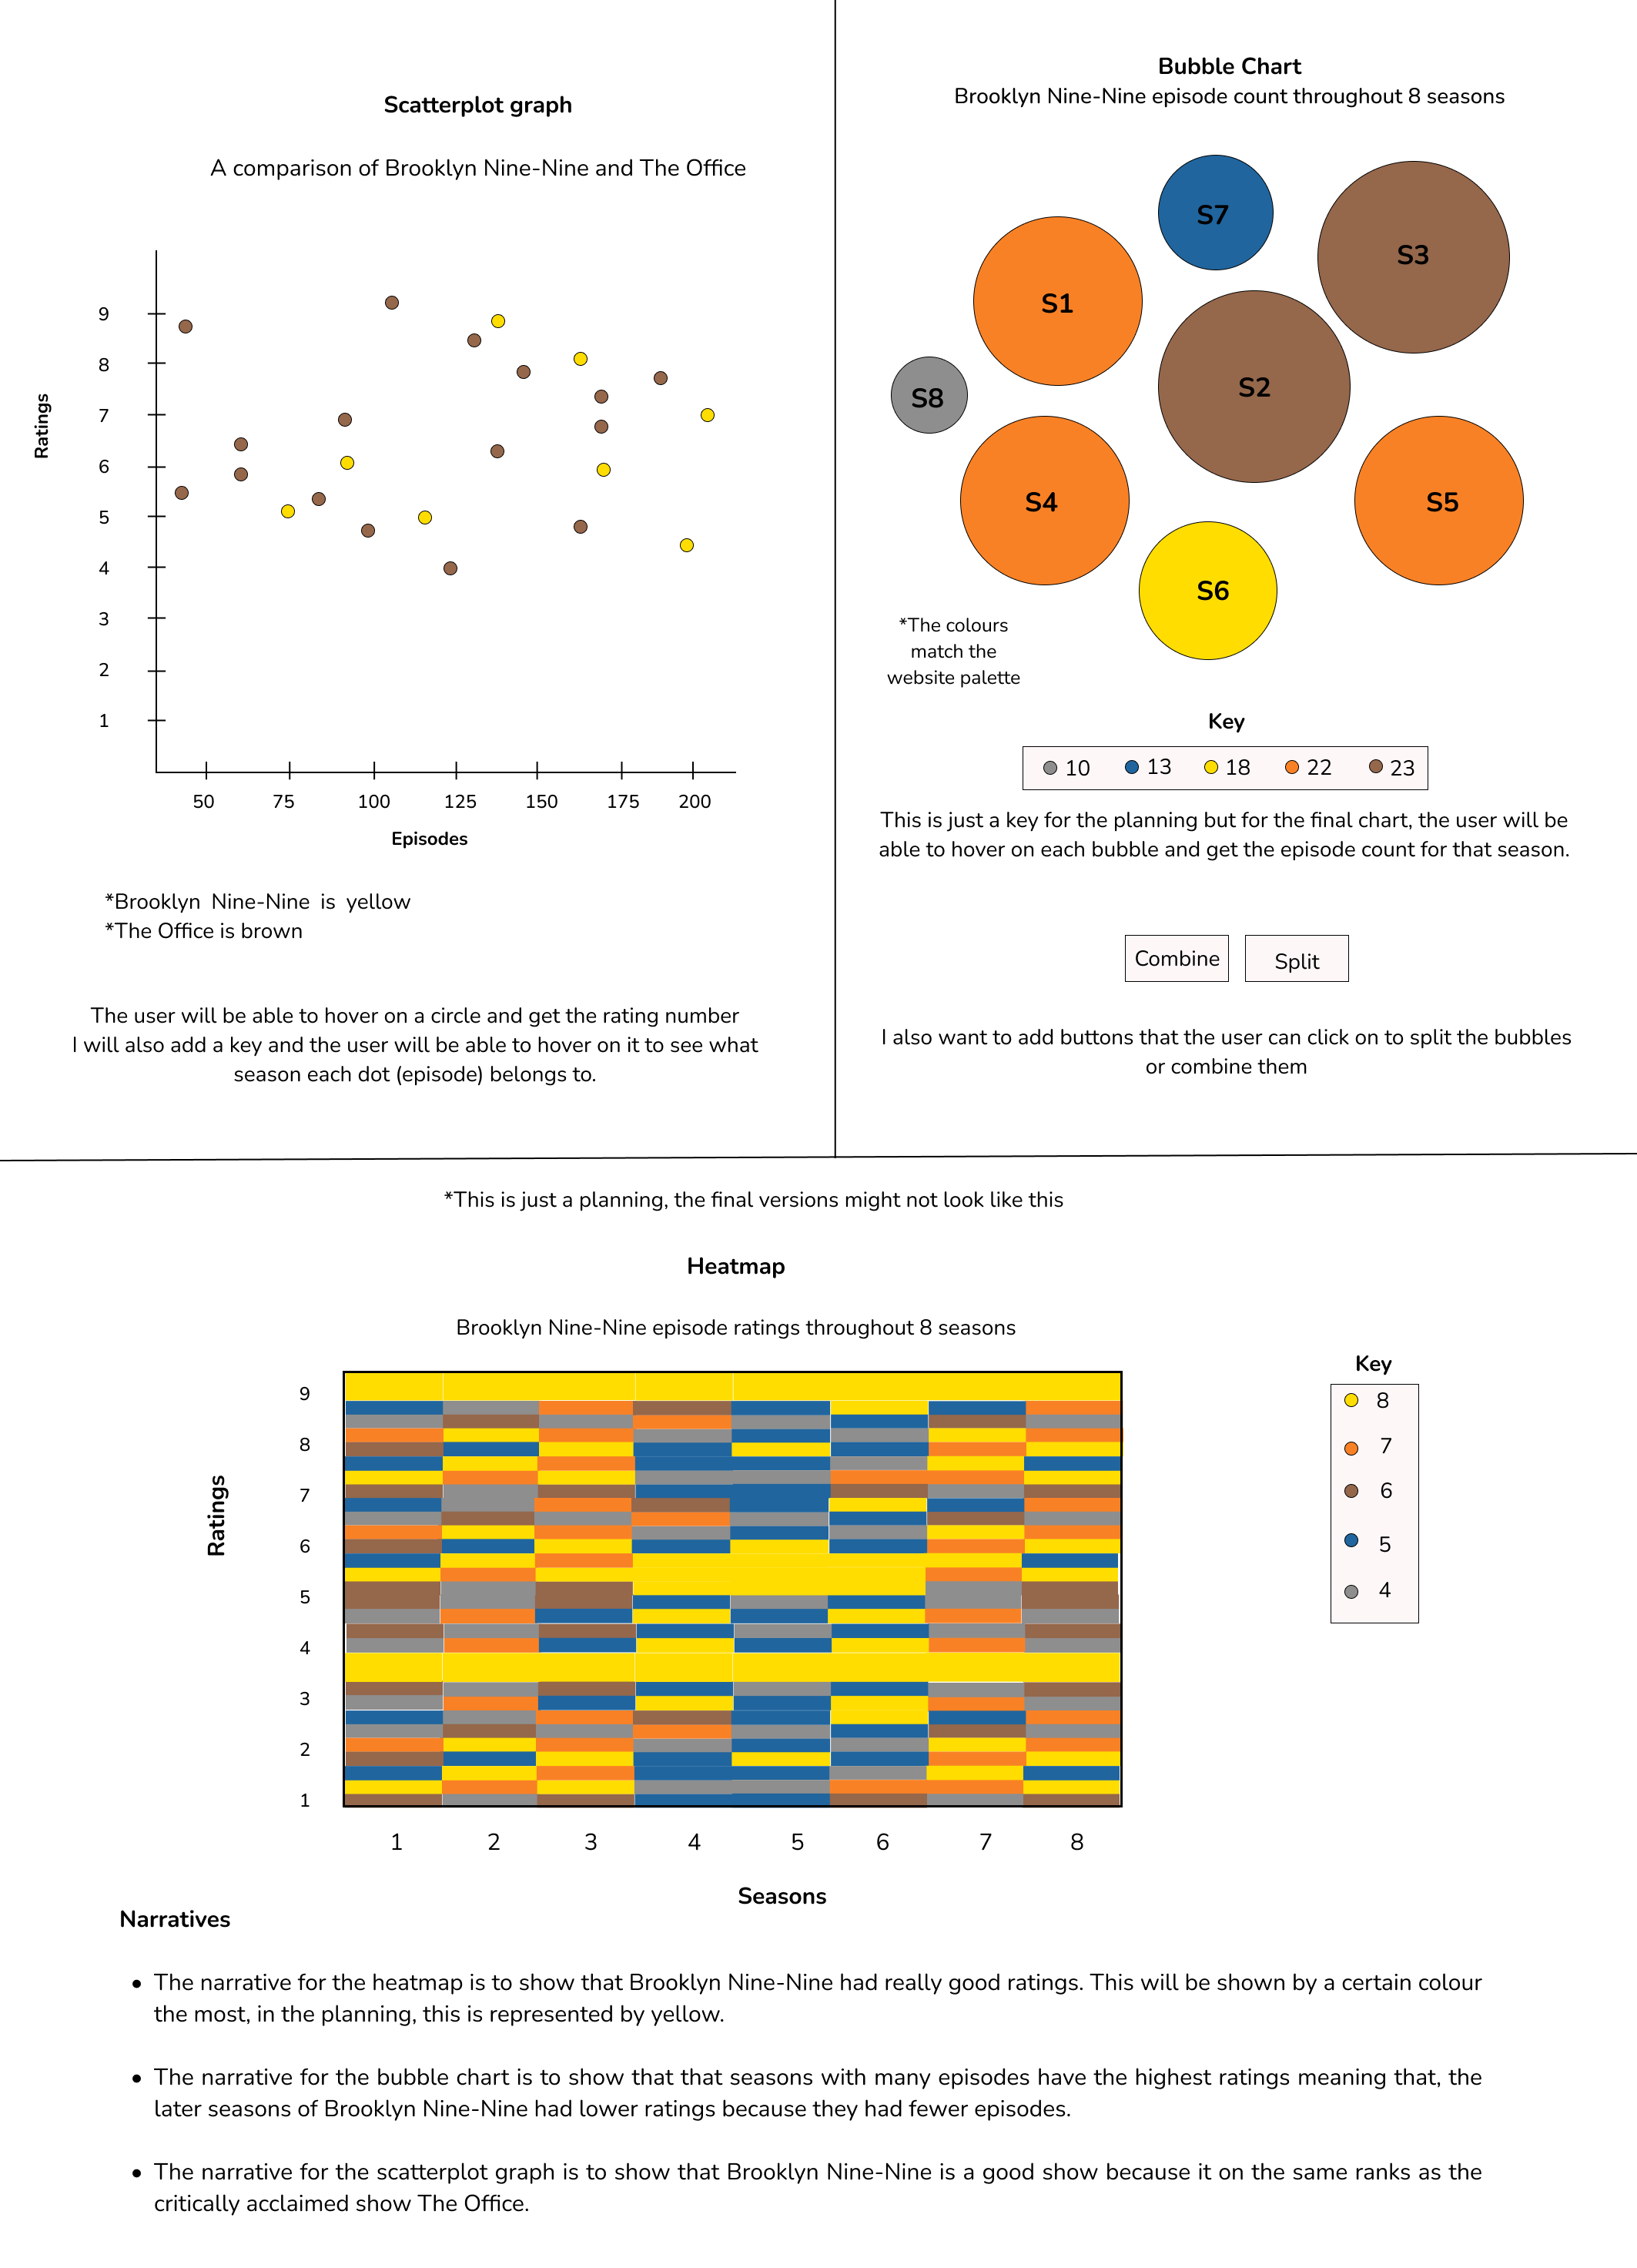 Scatterplot graph
A comparison of Brooklyn Nine-Nine and The Office
Ratings
9
8
7
6
5
4
3
2
1
50 75 100 125 150 175 200
Episodes
*Brooklyn Nine-Nine is yellow
*The Office is brown
The user will be able to hover on a circle and get the rating number
I will also add a key and the user will be able to hover on it to see what
season each dot (episode) belongs to.
Bubble Chart
Brooklyn Nine-Nine episode count throughout 8 seasons
S7
S3
S1
S2
S8
S4
S5
S6
*The colours
match the
website palette
Key
10 13 18 22 23
This is just a key for the planning but for the final chart, the user will be
able to hover on each bubble and get the episode count for that season.
Combine Split
I also want to add buttons that the user can click on to split the bubbles
or combine them
*This is just a planning, the final versions might not look like this
Heatmap
Brooklyn Nine-Nine episode ratings throughout 8 seasons
Ratings
9
8
7
6
5
4
3
2
1
1 2 3 4 5 6 7 8
Seasons
Key
8
7
6
5
4
Narratives
• The narrative for the heatmap is to show that Brooklyn Nine-Nine had really good ratings. This will be shown by a certain colour
the most, in the planning, this is represented by yellow.
• The narrative for the bubble chart is to show that that seasons with many episodes have the highest ratings meaning that, the
later seasons of Brooklyn Nine-Nine had lower ratings because they had fewer episodes.
• The narrative for the scatterplot graph is to show that Brooklyn Nine-Nine is a good show because it on the same ranks as the
critically acclaimed show The Office.